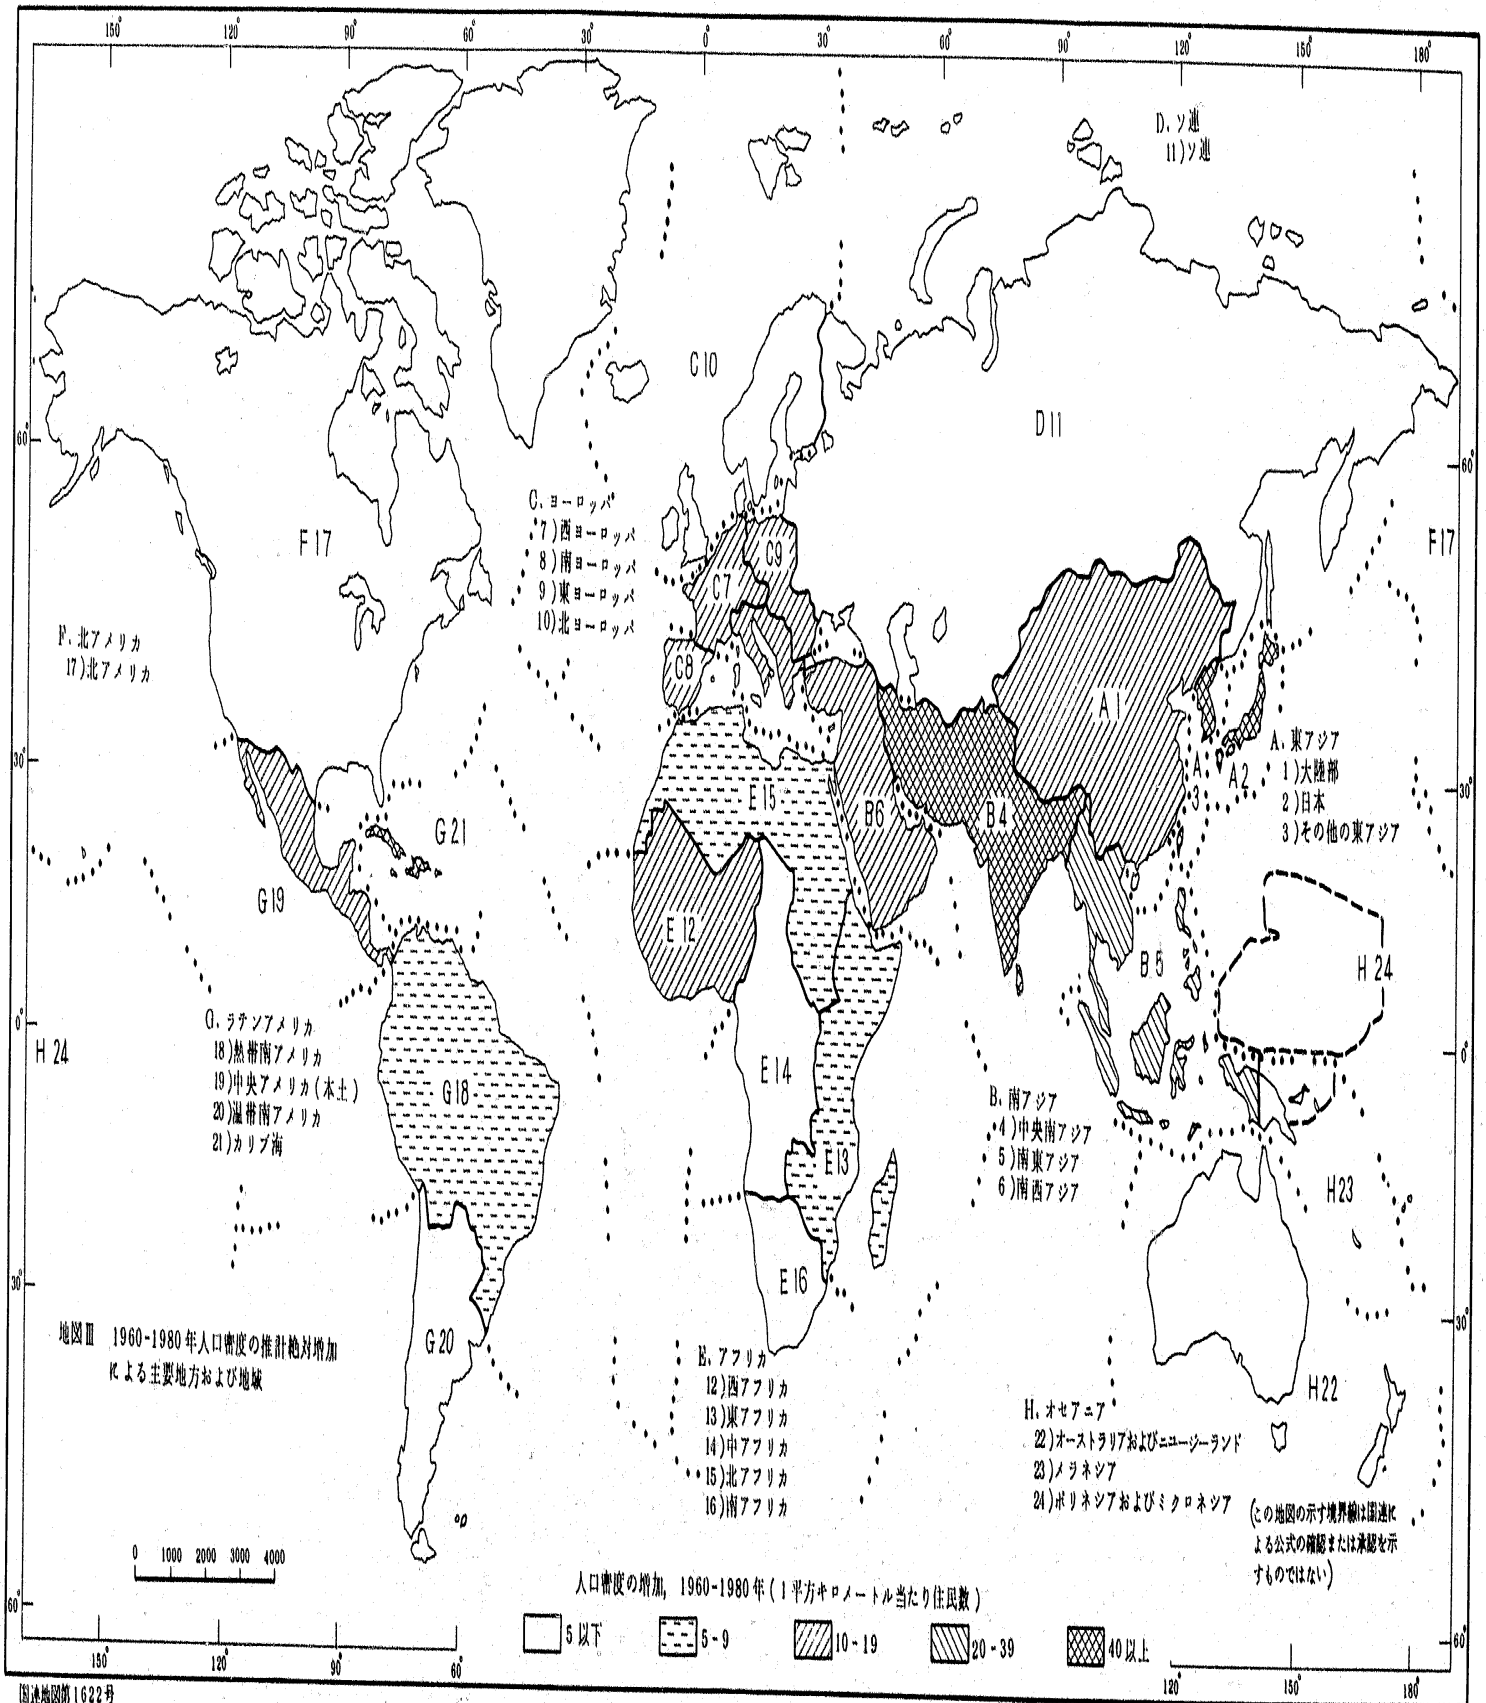 150° 120° 90° 60° 30° 0° 30° 60° 90° 120° 150° 180°
D. ソ連
11)ソ連
C10
D11
60°
60°
F17
F17
C. ヨーロッパ
7)西ヨーロッパ
8)南ヨーロッパ
9)東ヨーロッパ
10)北ヨーロッパ
C9
C7
C8
F. 北アメリカ
17)北アメリカ
A1
A. 東アジア
1)大陸部
2)日本
3)その他の東アジア
A2
A
3
30°
30°
E15
B6
B4
G21
G19
E12
B5
H24
0°
0°
H24
G. ラテンアメリカ
18)熱帯南アメリカ
19)中央アメリカ(本土)
20)温帯南アメリカ
21)カリブ海
G18
E14
E13
B. 南アジア
4)中央南アジア
5)南東アジア
6)南西アジア
H23
30°
30°
E16
G20
地図Ⅲ 1960-1980年人口密度の推計絶対増加
による主要地方および地域
E. アフリカ
12)西アフリカ
13)東アフリカ
14)中アフリカ
15)北アフリカ
16)南アフリカ
H22
H. オセアニア
22)オーストラリアおよびニュージーランド
23)メラネシア
24)ポリネシアおよびミクロネシア
(この地図の示す境界線は国連に
よる公式の確認または承認を示
すものではない)
0 1000 2000 3000 4000
人口密度の増加, 1960-1980年(1平方キロメートル当たり住民数)
5以下 5-9 10-19 20-39 40以上
60°
60°
150° 120° 90° 60° 120° 150° 180°
国連地図第1622号